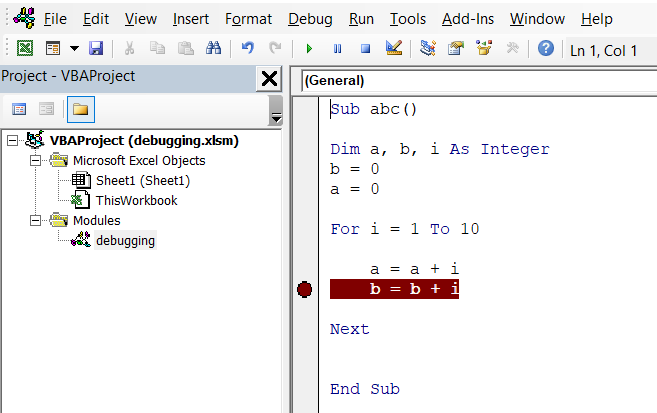 File Edit View Insert Format Debug Run Tools Add-Ins Window Help
Ln 1, Col 1
Project - VBAProject
VBAProject (debugging.xlsm)
Microsoft Excel Objects
Sheet1 (Sheet1)
ThisWorkbook
Modules
debugging
(General)
Sub abc()
Dim a, b, i As Integer
b = 0
a = 0
For i = 1 To 10
a = a + i
b = b + i
Next
End Sub